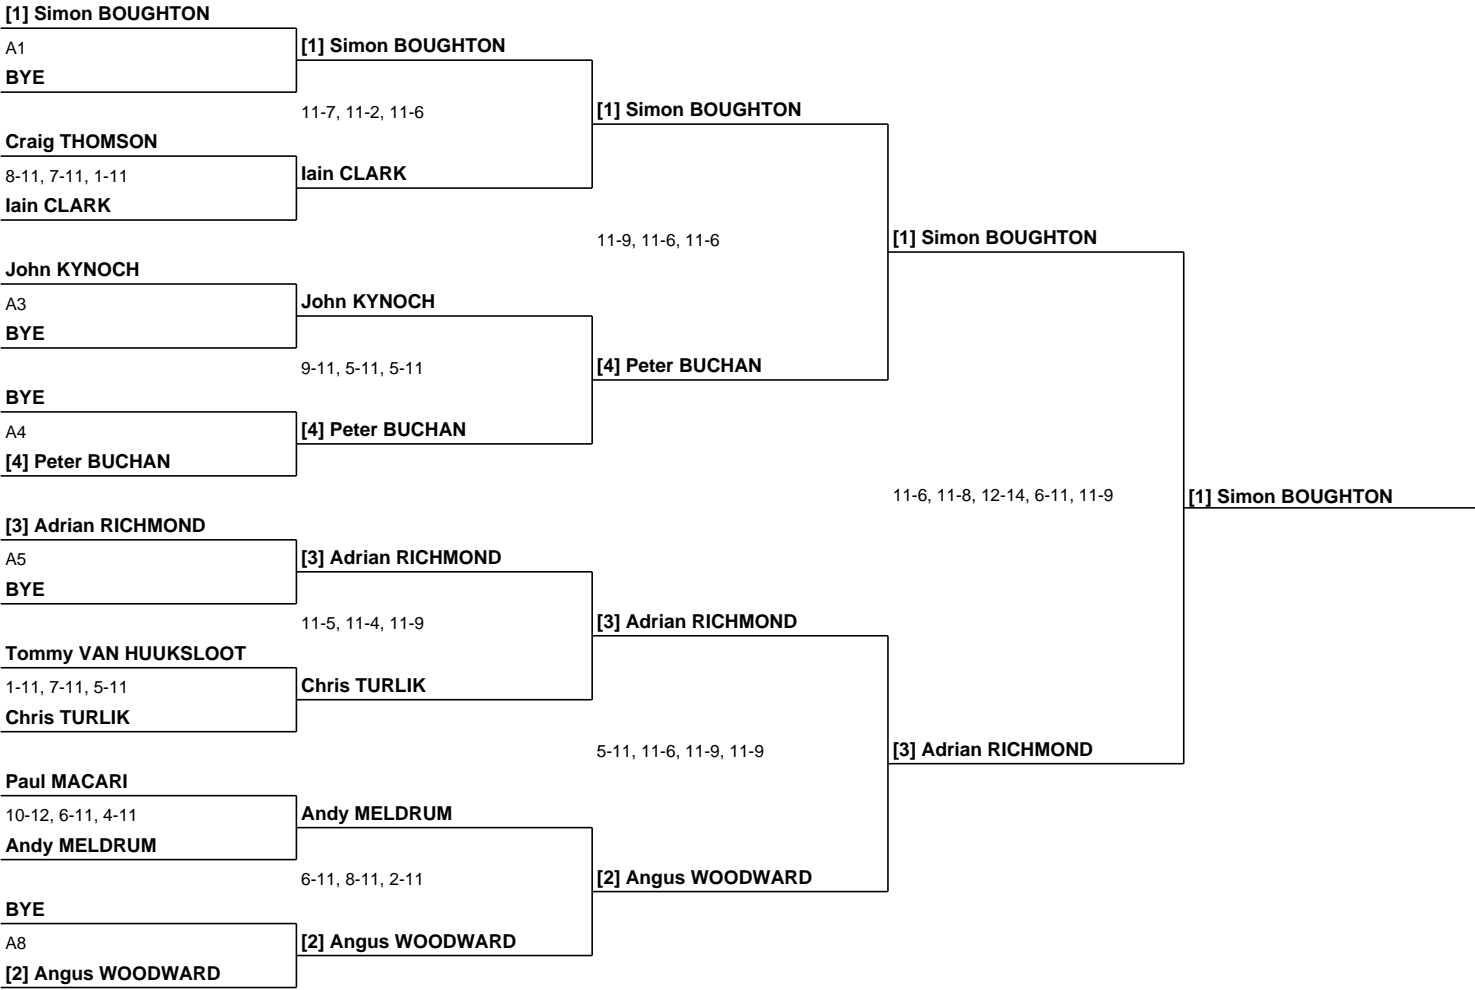 [1] Simon BOUGHTON
A1
BYE
Craig THOMSON
8-11, 7-11, 1-11
Iain CLARK
John KYNOCH
A3
BYE
BYE
A4
[4] Peter BUCHAN
[3] Adrian RICHMOND
A5
BYE
Tommy VAN HUUKSLOOT
1-11, 7-11, 5-11
Chris TURLIK
Paul MACARI
10-12, 6-11, 4-11
Andy MELDRUM
BYE
A8
[2] Angus WOODWARD
[1] Simon BOUGHTON
11-7, 11-2, 11-6
Iain CLARK
John KYNOCH
9-11, 5-11, 5-11
[4] Peter BUCHAN
[3] Adrian RICHMOND
11-5, 11-4, 11-9
Chris TURLIK
Andy MELDRUM
6-11, 8-11, 2-11
[2] Angus WOODWARD
[1] Simon BOUGHTON
11-9, 11-6, 11-6
[4] Peter BUCHAN
[3] Adrian RICHMOND
5-11, 11-6, 11-9, 11-9
[2] Angus WOODWARD
[1] Simon BOUGHTON
11-6, 11-8, 12-14, 6-11, 11-9
[3] Adrian RICHMOND
[1] Simon BOUGHTON